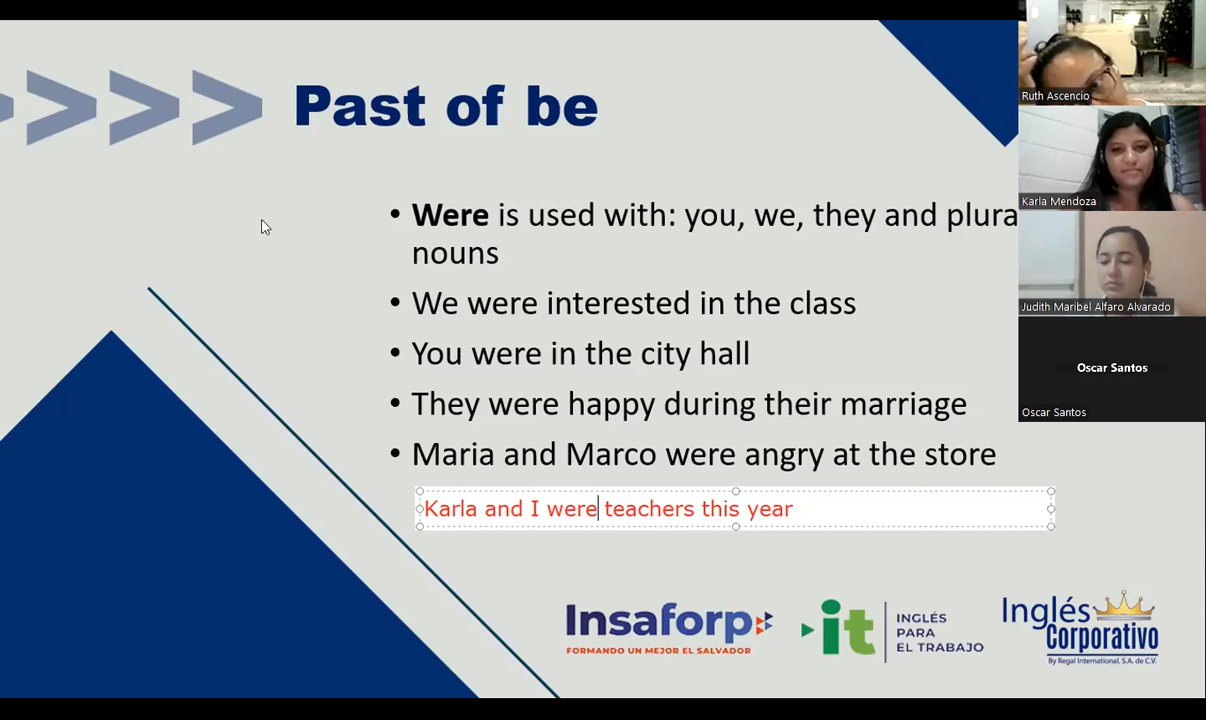 Past of be
• Were is used with: you, we, they and plura
nouns
• We were interested in the class
• You were in the city hall
• They were happy during their marriage
• Maria and Marco were angry at the store
Karla and I were teachers this year
Insaforp
FORMANDO UN MEJOR EL SALVADOR
it
INGLÉS
PARA
EL TRABAJO
Inglés
Corporativo
By Regal International, S.A. de C.V.
Ruth Ascencio
Karla Mendoza
Judith Maribel Alfaro Alvarado
Oscar Santos
Oscar Santos